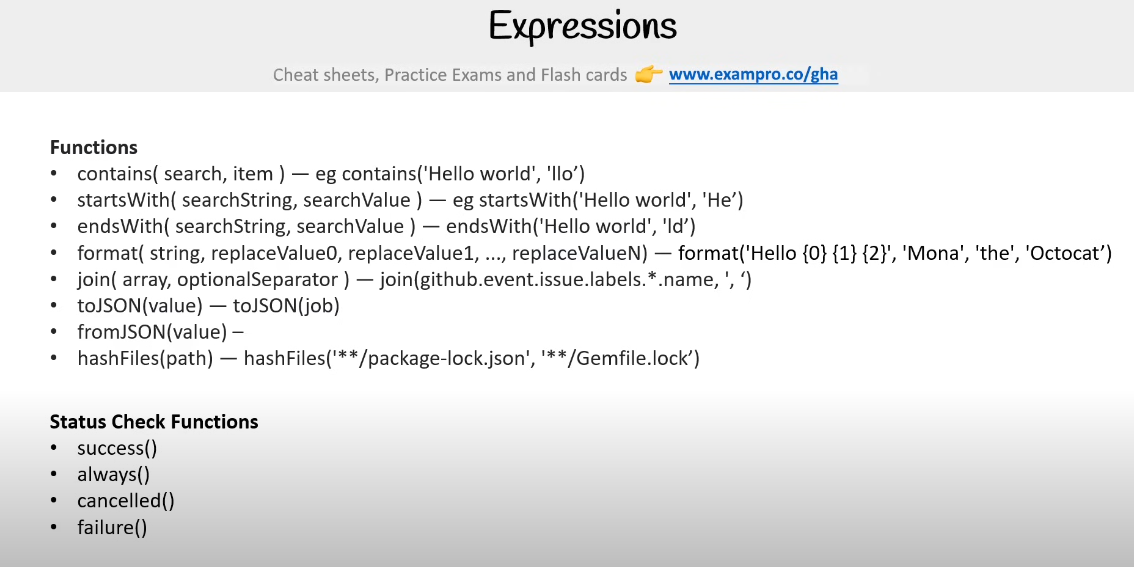 Expressions
Cheat sheets, Practice Exams and Flash cards 👉 www.exampro.co/gha
Functions
• contains( search, item ) — eg contains('Hello world', 'llo’)
• startsWith( searchString, searchValue ) — eg startsWith('Hello world', 'He’)
• endsWith( searchString, searchValue ) — endsWith('Hello world', 'ld’)
• format( string, replaceValue0, replaceValue1, ..., replaceValueN) — format('Hello {0} {1} {2}', 'Mona', 'the', 'Octocat’)
• join( array, optionalSeparator ) — join(github.event.issue.labels.*.name, ', ‘)
• toJSON(value) — toJSON(job)
• fromJSON(value) –
• hashFiles(path) — hashFiles('**/package-lock.json', '**/Gemfile.lock’)
Status Check Functions
• success()
• always()
• cancelled()
• failure()